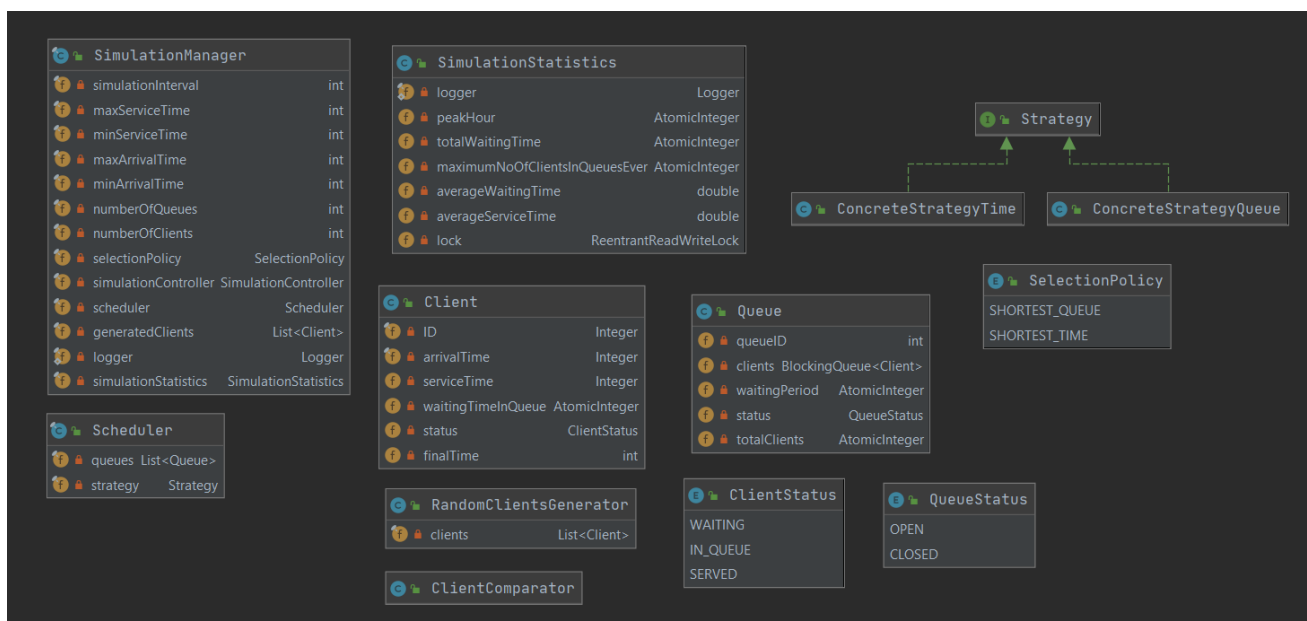 SimulationManager
simulationInterval int
maxServiceTime int
minServiceTime int
maxArrivalTime int
minArrivalTime int
numberOfQueues int
numberOfClients int
selectionPolicy SelectionPolicy
simulationController SimulationController
scheduler Scheduler
generatedClients List<Client>
logger Logger
simulationStatistics SimulationStatistics
Scheduler
queues List<Queue>
strategy Strategy
SimulationStatistics
logger Logger
peakHour AtomicInteger
totalWaitingTime AtomicInteger
maximumNoOfClientsInQueuesEver AtomicInteger
averageWaitingTime double
averageServiceTime double
lock ReentrantReadWriteLock
Client
ID Integer
arrivalTime Integer
serviceTime Integer
waitingTimeInQueue AtomicInteger
status ClientStatus
finalTime int
RandomClientsGenerator
clients List<Client>
ClientComparator
Strategy
ConcreteStrategyTime
ConcreteStrategyQueue
Queue
queueID int
clients BlockingQueue<Client>
waitingPeriod AtomicInteger
status QueueStatus
totalClients AtomicInteger
SelectionPolicy
SHORTEST_QUEUE
SHORTEST_TIME
ClientStatus
WAITING
IN_QUEUE
SERVED
QueueStatus
OPEN
CLOSED